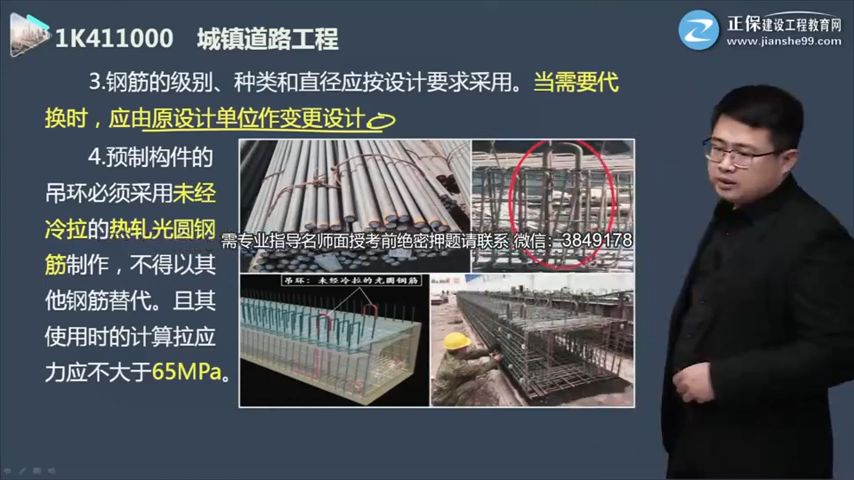 1K411000 城镇道路工程
正保建设工程教育网
www.jianshe99.com
3.钢筋的级别、种类和直径应按设计要求采用。当需要代
换时，应由原设计单位作变更设计。
4.预制构件的
吊环必须采用未经
冷拉的热轧光圆钢
筋制作，不得以其
他钢筋替代。且其
使用时的计算拉应
力应不大于65MPa。
需专业指导名师面授考前绝密押题请联系 微信：3849178
吊环：未经冷拉的光圆钢筋